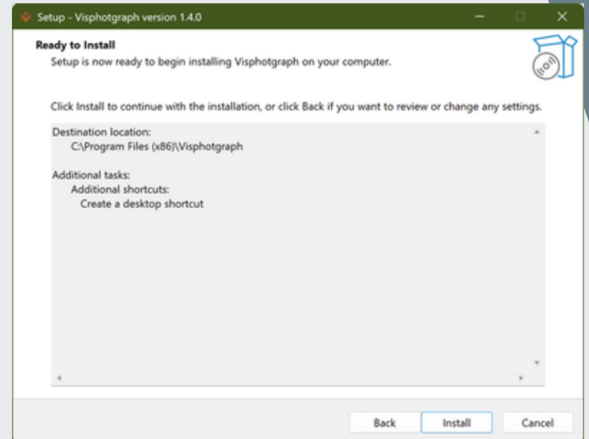 Setup - Visphotgraph version 1.4.0
Ready to Install
Setup is now ready to begin installing Visphotgraph on your computer.
Click Install to continue with the installation, or click Back if you want to review or change any settings.
Destination location:
C:\Program Files (x86)\Visphotgraph
Additional tasks:
Additional shortcuts:
Create a desktop shortcut
Back
Install
Cancel